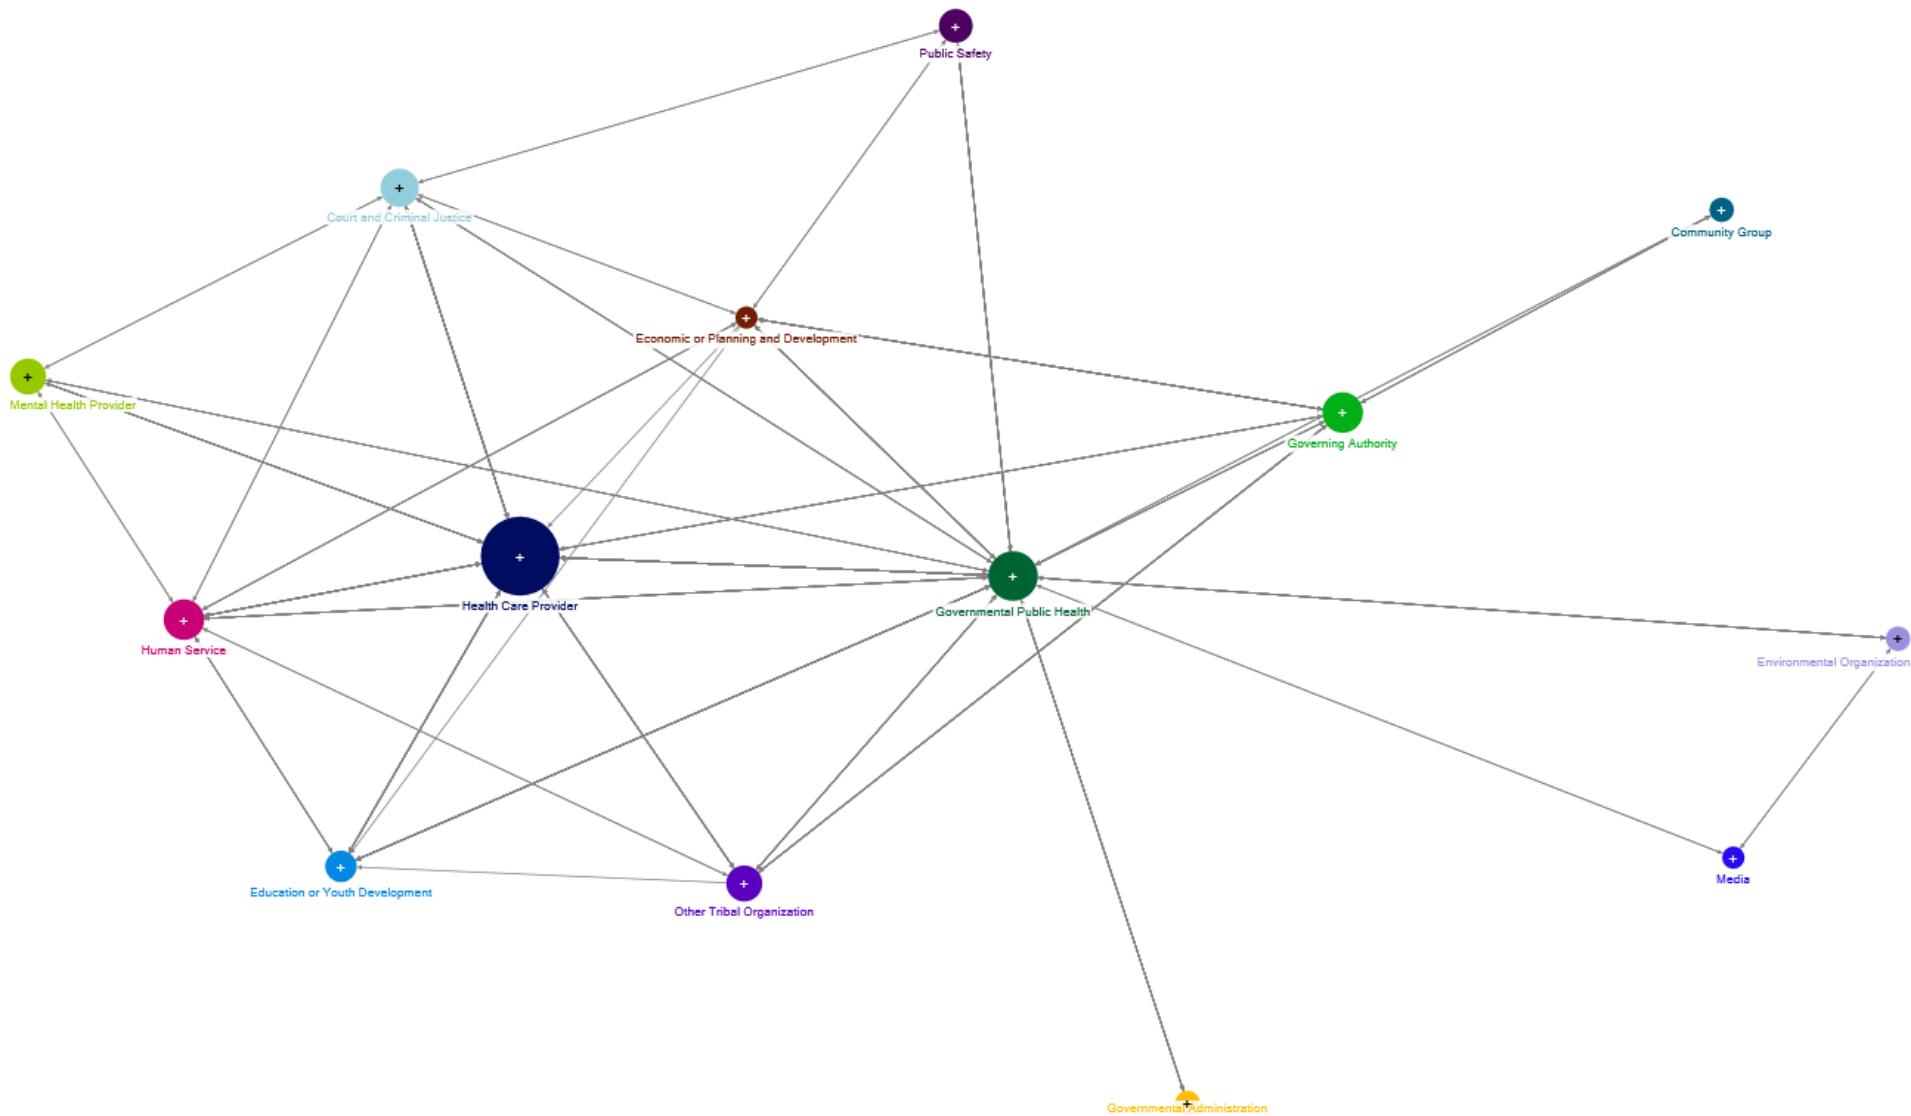 Public Safety
Court and Criminal Justice
Community Group
Economic or Planning and Development
Mental Health Provider
Governing Authority
Health Care Provider
Governmental Public Health
Human Service
Environmental Organization
Media
Education or Youth Development
Other Tribal Organization
Governmental Administration